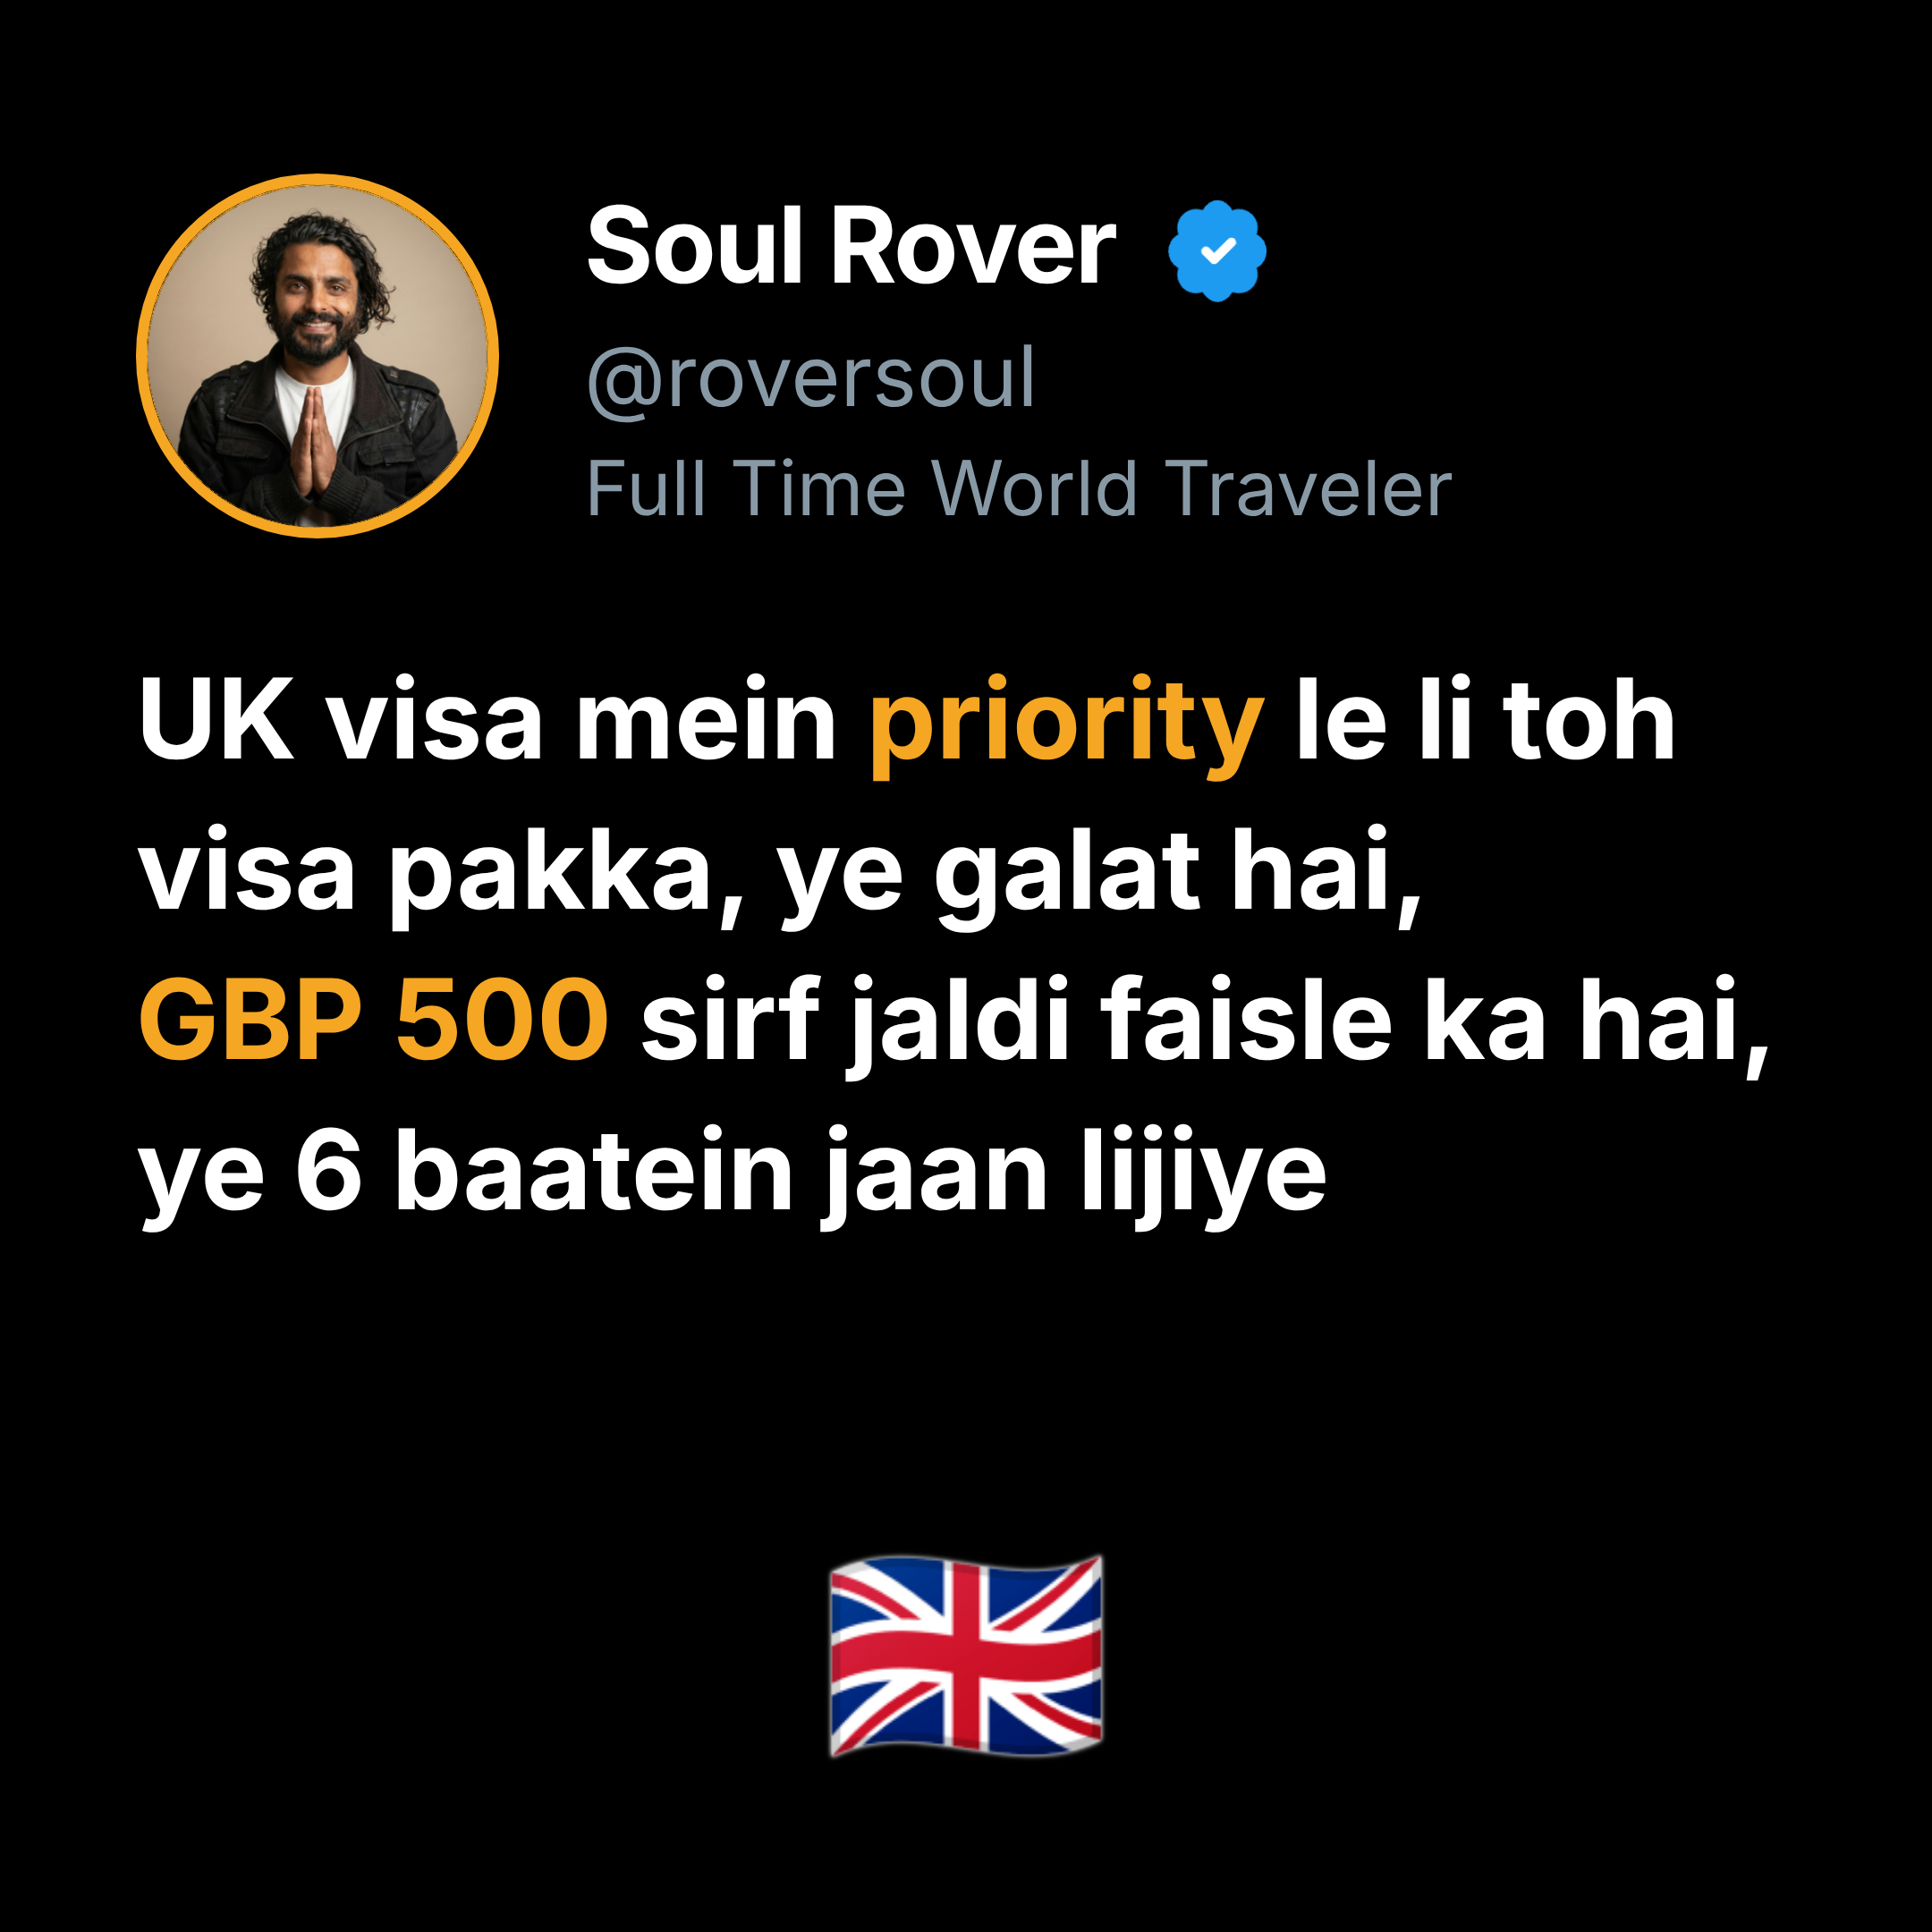 Soul Rover
@roversoul
Full Time World Traveler
UK visa mein priority le li toh
visa pakka, ye galat hai,
GBP 500 sirf jaldi faisle ka hai,
ye 6 baatein jaan lijiye